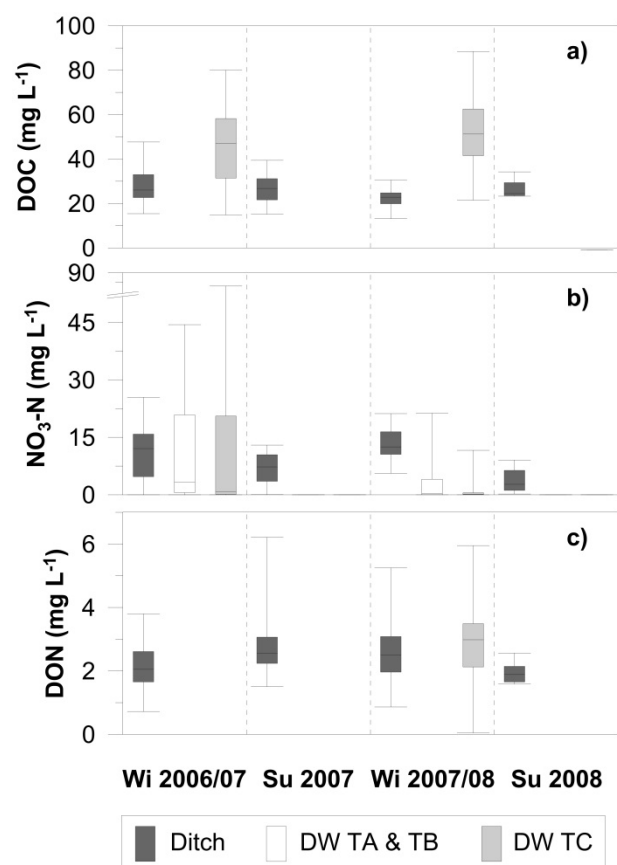 100
80
60
40
20
0
DOC (mg L⁻¹)
a)
90
45
30
15
0
NO₃-N (mg L⁻¹)
b)
6
4
2
0
DON (mg L⁻¹)
c)
Wi 2006/07 Su 2007 Wi 2007/08 Su 2008
Ditch DW TA & TB DW TC